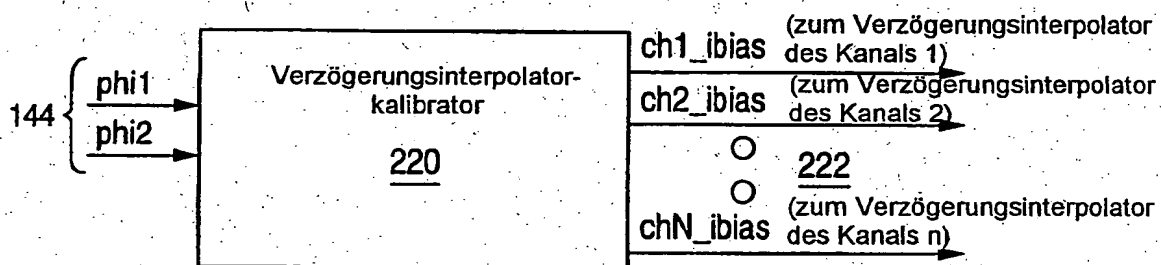 144
phi1
phi2
Verzögerungsinterpolator-
kalibrator
220
ch1_ibias (zum Verzögerungsinterpolator
des Kanals 1)
ch2_ibias (zum Verzögerungsinterpolator
des Kanals 2)
222
chN_ibias (zum Verzögerungsinterpolator
des Kanals n)